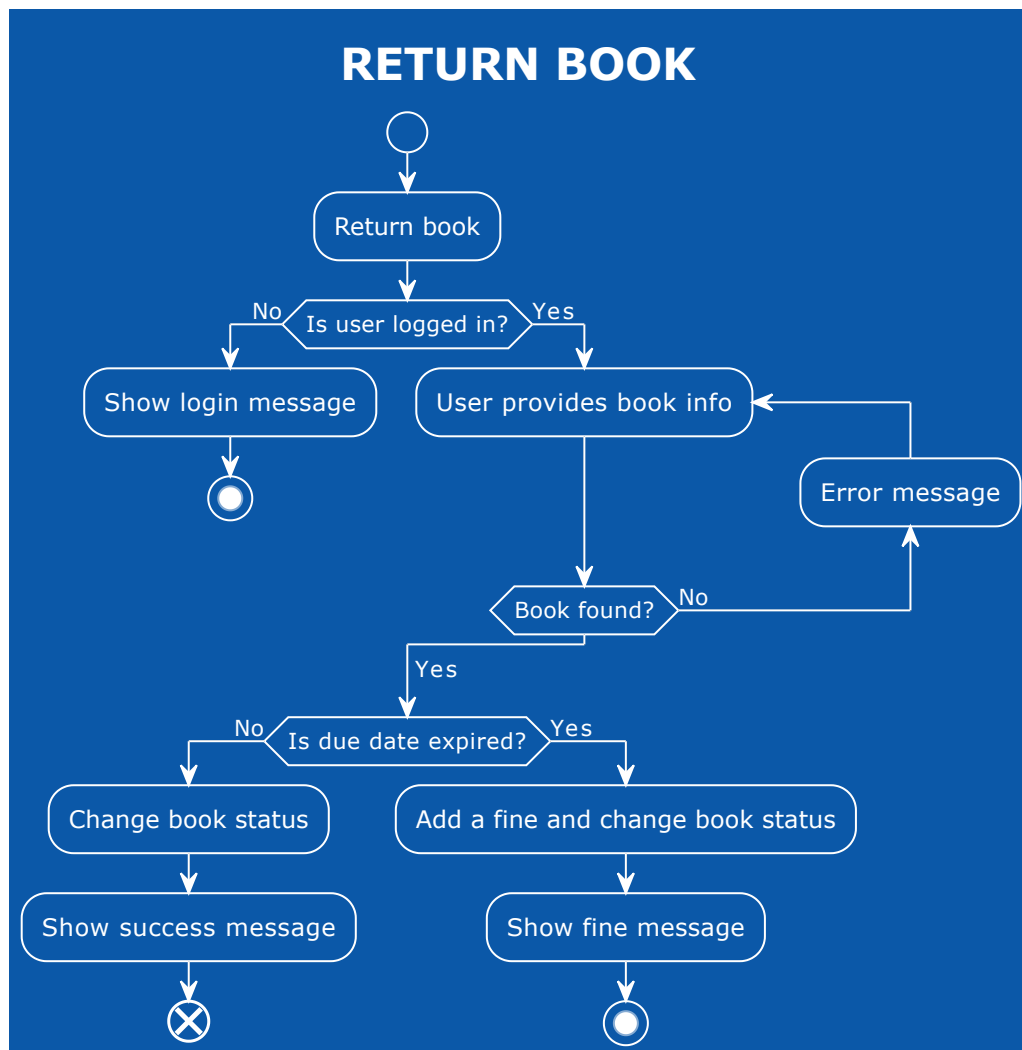 RETURN BOOK
Return book
No
Is user logged in?
Yes
Show login message
User provides book info
Error message
Book found?
No
Yes
No
Is due date expired?
Yes
Change book status
Add a fine and change book status
Show success message
Show fine message